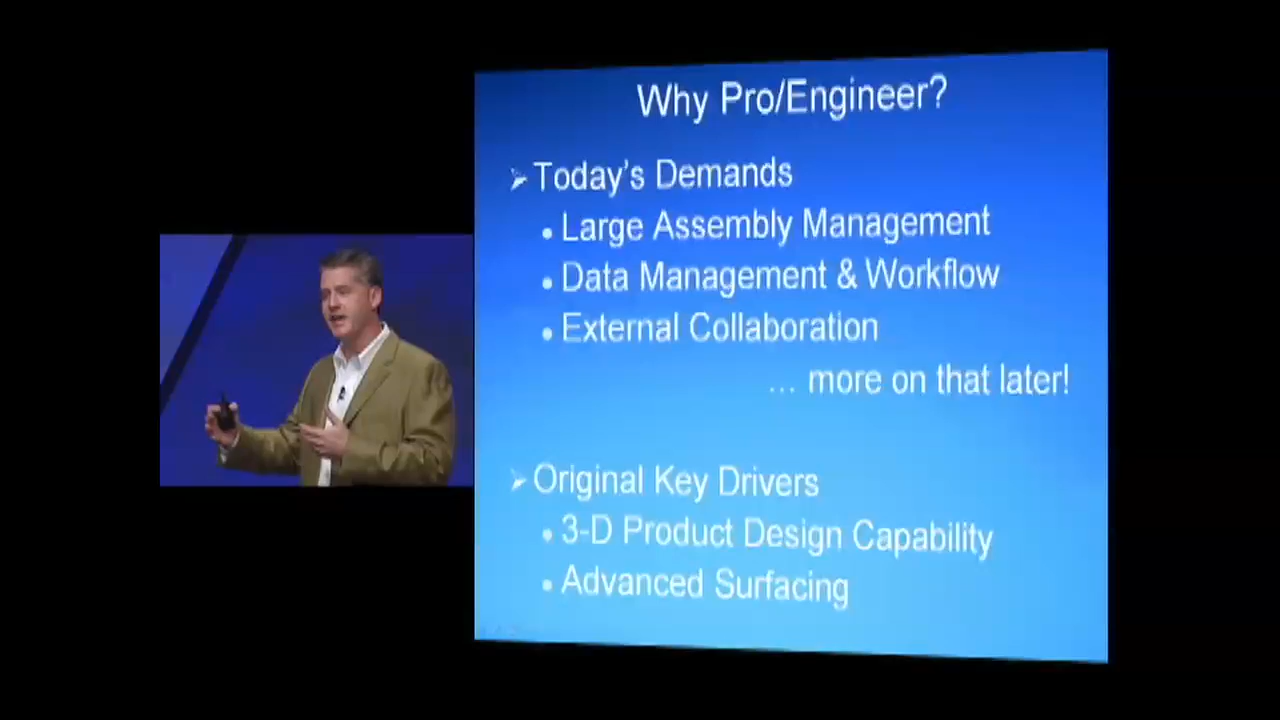 Why Pro/Engineer?
➢ Today's Demands
• Large Assembly Management
• Data Management & Workflow
• External Collaboration
... more on that later!
➢ Original Key Drivers
• 3-D Product Design Capability
• Advanced Surfacing